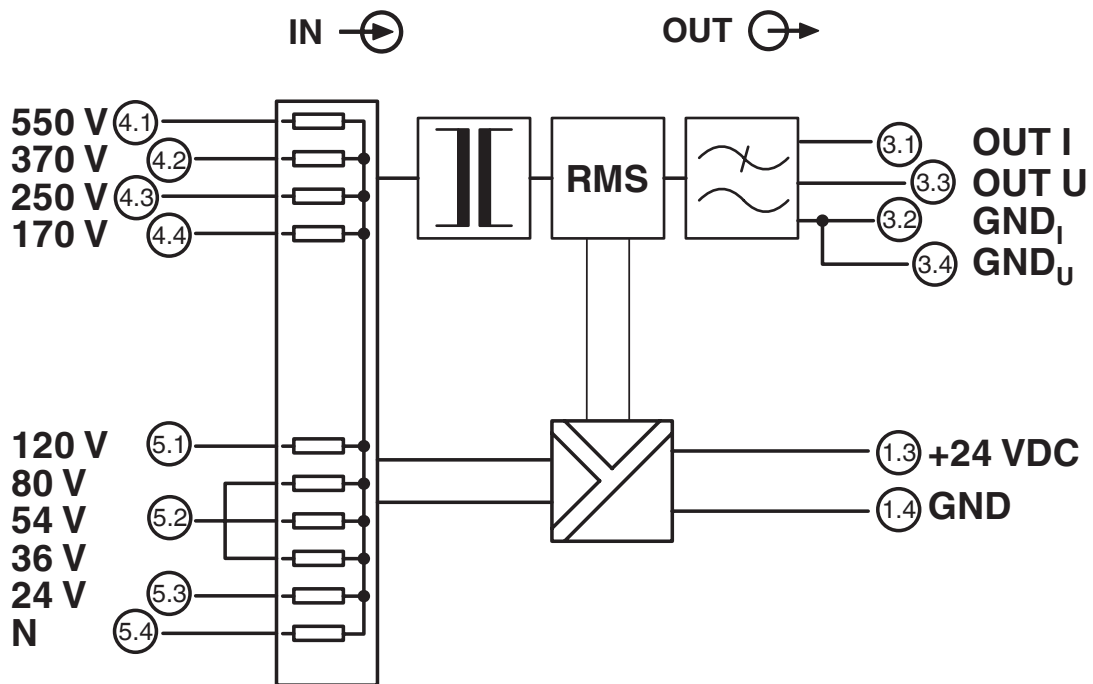 IN OUT
550 V 4.1
370 V 4.2
250 V 4.3
170 V 4.4
RMS
3.1 OUT I
3.3 OUT U
3.2 GND_I
3.4 GND_U
120 V 5.1
80 V
54 V 5.2
36 V
24 V 5.3
N 5.4
1.3 +24 VDC
1.4 GND